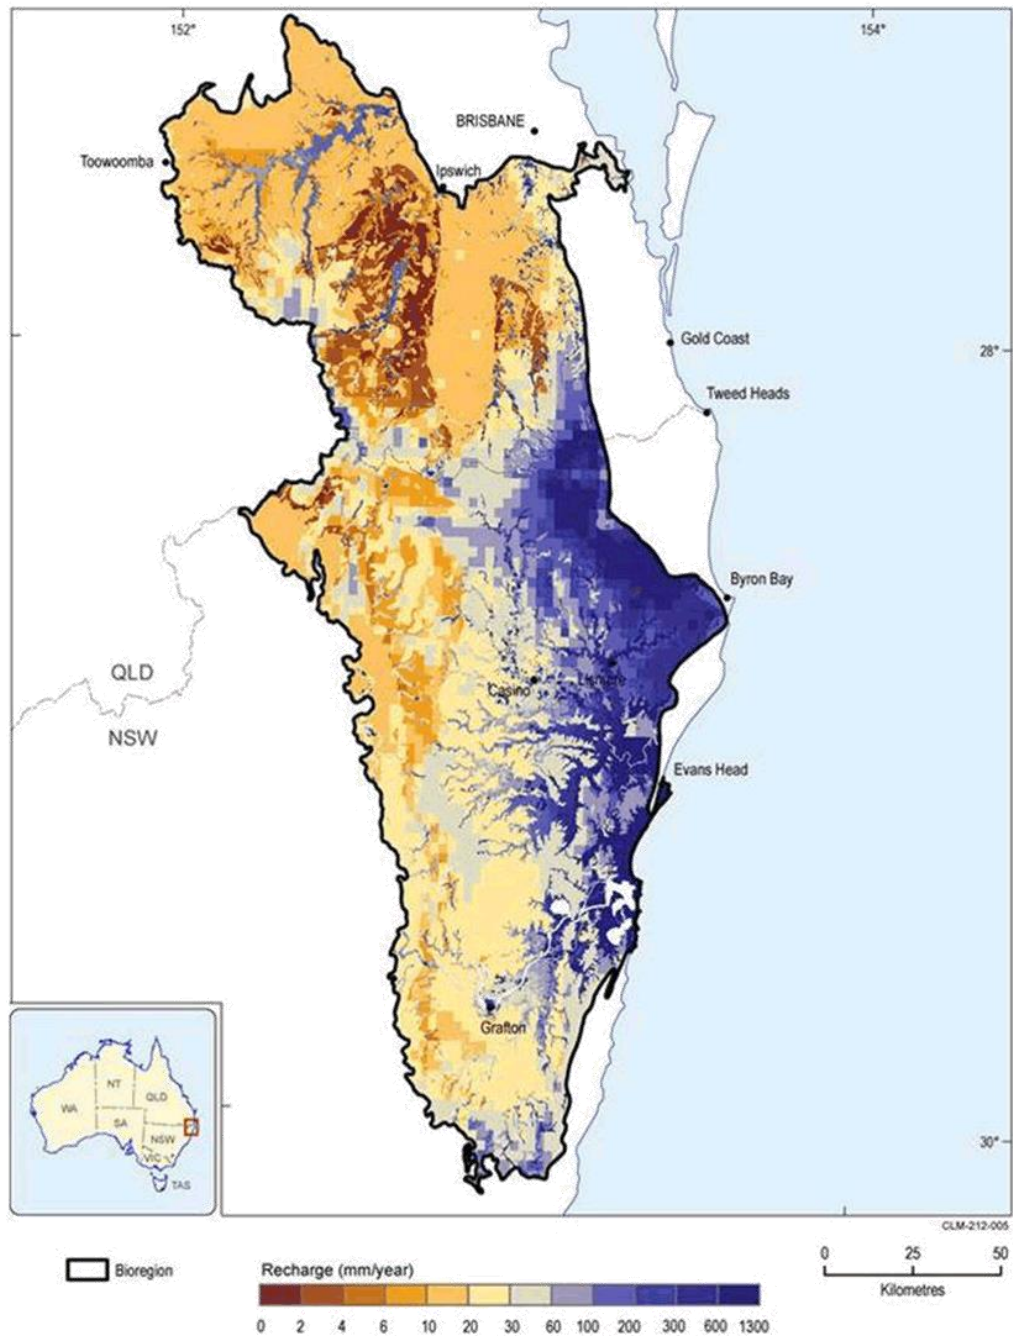 152°
154°
BRISBANE
Toowoomba
Ipswich
Gold Coast
28°
Tweed Heads
Byron Bay
QLD
NSW
Casino
Lismore
Evans Head
Grafton
30°
NT
QLD
WA
SA
NSW
VIC
TAS
CLM-212-005
Bioregion
Recharge (mm/year)
0 2 4 6 10 20 30 60 100 200 300 600 1300
0 25 50
Kilometres